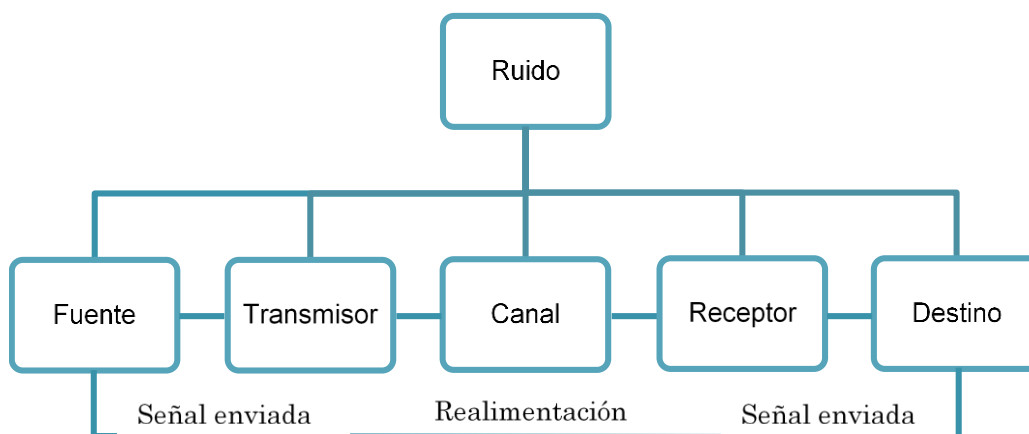 Ruido
Fuente
Transmisor
Canal
Receptor
Destino
Señal enviada
Realimentación
Señal enviada